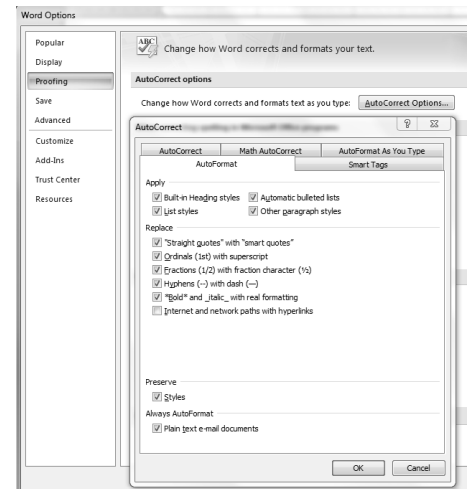 Word Options
Popular
Display
Proofing
Save
Advanced
Customize
Add-Ins
Trust Center
Resources
ABC
Change how Word corrects and formats your text.
AutoCorrect options
Change how Word corrects and formats text as you type: AutoCorrect Options...
AutoCorrect
AutoCorrect Math AutoCorrect AutoFormat As You Type
AutoFormat Smart Tags
Apply
Built-in Heading styles Automatic bulleted lists
List styles Other paragraph styles
Replace
"Straight quotes" with “smart quotes”
Ordinals (1st) with superscript
Fractions (1/2) with fraction character (½)
Hyphens (--) with dash (—)
*Bold* and _italic_ with real formatting
Internet and network paths with hyperlinks
Preserve
Styles
Always AutoFormat
Plain text e-mail documents
OK Cancel